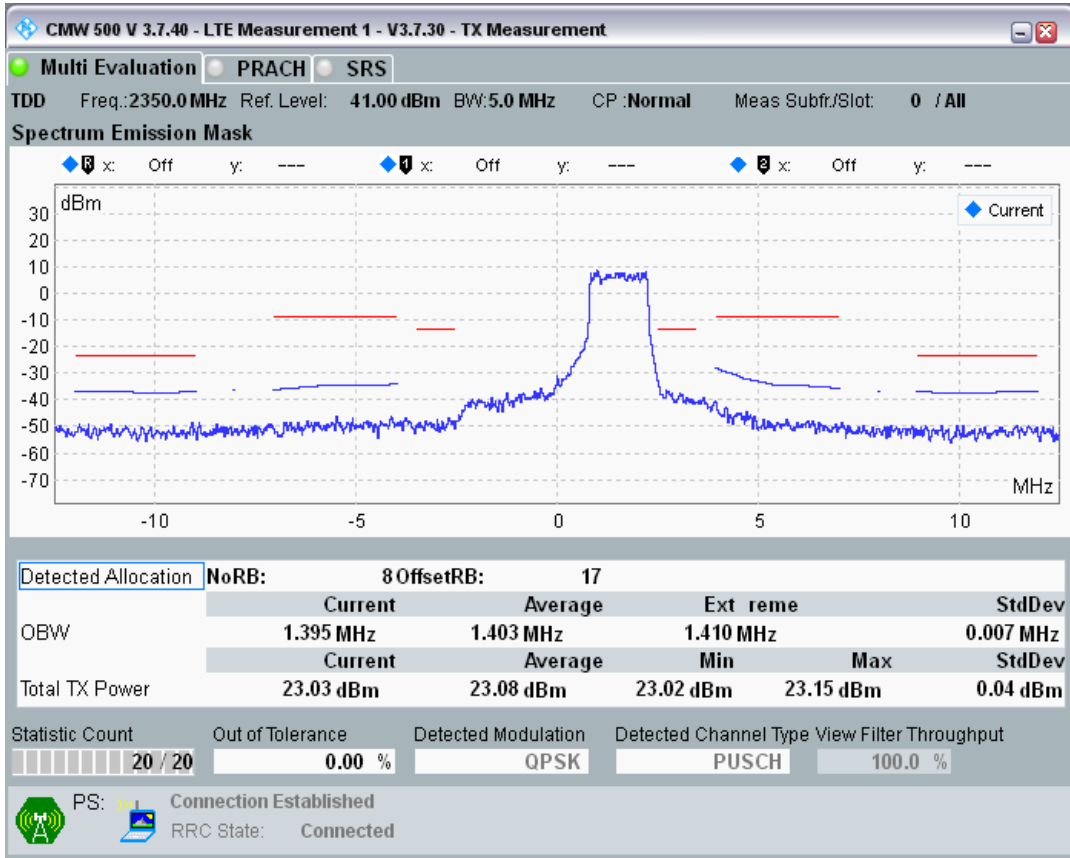 CMW 500 V 3.7.40 - LTE Measurement 1 - V3.7.30 - TX Measurement
Multi Evaluation PRACH SRS
TDD Freq.:2350.0 MHz Ref. Level: 41.00 dBm BW:5.0 MHz CP :Normal Meas Subfr./Slot: 0 / All
Spectrum Emission Mask
R x: Off y: --- 1 x: Off y: --- 2 x: Off y: ---
dBm
Current
30
20
10
0
-10
-20
-30
-40
-50
-60
-70
MHz
-10 -5 0 5 10
Detected Allocation NoRB: 8 OffsetRB: 17
Current Average Ext reme StdDev
OBW 1.395 MHz 1.403 MHz 1.410 MHz 0.007 MHz
Current Average Min Max StdDev
Total TX Power 23.03 dBm 23.08 dBm 23.02 dBm 23.15 dBm 0.04 dBm
Statistic Count Out of Tolerance Detected Modulation Detected Channel Type View Filter Throughput
20 / 20 0.00 % QPSK PUSCH 100.0 %
PS: Connection Established
RRC State: Connected